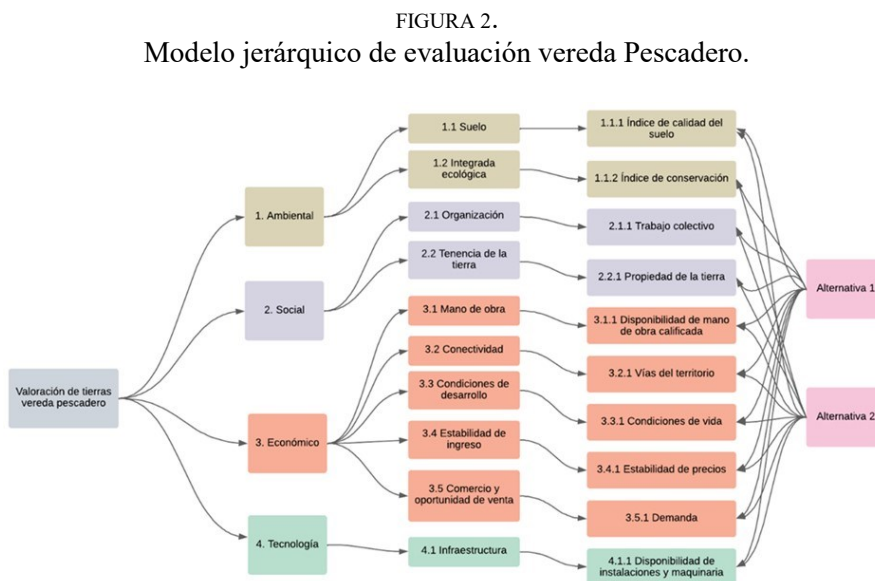 FIGURA 2.
Modelo jerárquico de evaluación vereda Pescadero.
Valoración de tierras
vereda pescadero
1. Ambiental
2. Social
3. Económico
4. Tecnología
1.1 Suelo
1.2 Integrada
ecológica
2.1 Organización
2.2 Tenencia de la
tierra
3.1 Mano de obra
3.2 Conectividad
3.3 Condiciones de
desarrollo
3.4 Estabilidad de
ingreso
3.5 Comercio y
oportunidad de venta
4.1 Infraestructura
1.1.1 Índice de calidad del
suelo
1.1.2 Índice de conservación
2.1.1 Trabajo colectivo
2.2.1 Propiedad de la tierra
3.1.1 Disponibilidad de mano
de obra calificada
3.2.1 Vías del territorio
3.3.1 Condiciones de vida
3.4.1 Estabilidad de precios
3.5.1 Demanda
4.1.1 Disponibilidad de
instalaciones y maquinaria
Alternativa 1
Alternativa 2